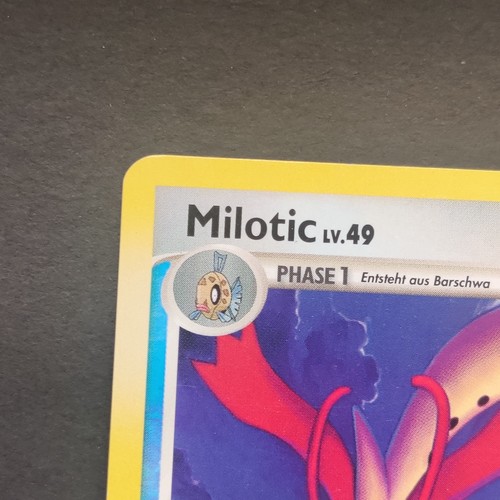 Milotic LV.49
PHASE 1 Entsteht aus Barschwa